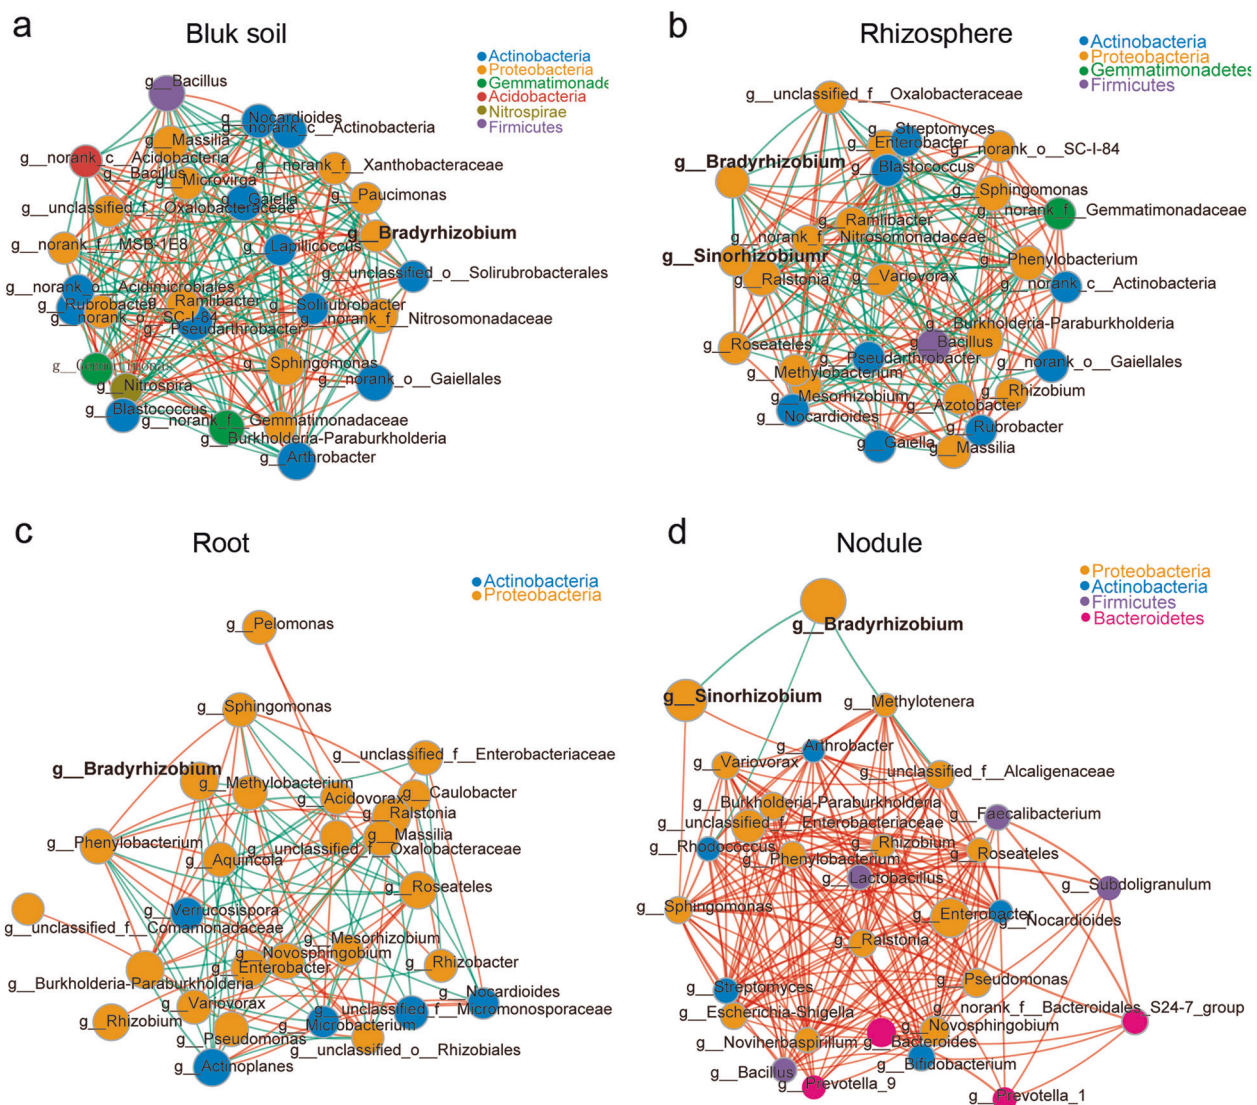 a
Bluk soil
Actinobacteria
Proteobacteria
Gemmatimonade
Acidobacteria
Nitrospirae
Firmicutes
g__Bacillus
g__Nocardioides
g__norank_c__Actinobacteria
g__Massilia
g__norank_c__Acidobacteria
g__Bacillus
g__norank_f__Xanthobacteraceae
g__Microvirga
g__Gaiella
g__Paucimonas
g__unclassified_f__Oxalobacteraceae
g__Bradyrhizobium
g__norank_f__MSB-1E8
g__Lapillicoccus
g__unclassified_o__Solirubrobacterales
g__norank_o__Acidimicrobiales
g__Rubrobacter
g__Ramlibacter
g__Solirubrobacter
g__norank_o__SC-I-84
g__norank_f__Nitrosomonadaceae
g__Pseudarthrobacter
g__Sphingomonas
g__norank_o__Gaiellales
g__Nitrospira
g__Blastococcus
g__norank_f__Gemmatimonadaceae
g__Burkholderia-Paraburkholderia
g__Arthrobacter
b
Rhizosphere
Actinobacteria
Proteobacteria
Gemmatimonadetes
Firmicutes
g__unclassified_f__Oxalobacteraceae
g__Streptomyces
g__Enterobacter
g__norank_o__SC-I-84
g__Bradyrhizobium
g__Blastococcus
g__Sphingomonas
g__norank_f__Gemmatimonadaceae
g__Ramlibacter
g__norank_f__Nitrosomonadaceae
g__Sinorhizobiumr
g__Phenylobacterium
g__Ralstonia
g__Variovorax
g__norank_c__Actinobacteria
g__Burkholderia-Paraburkholderia
g__Roseateles
g__Bacillus
g__Pseudarthrobacter
g__norank_o__Gaiellales
g__Methylobacterium
g__Rhizobium
g__Mesorhizobium
g__Azotobacter
g__Nocardioides
g__Rubrobacter
g__Gaiella
g__Massilia
c
Root
Actinobacteria
Proteobacteria
g__Pelomonas
g__Sphingomonas
g__unclassified_f__Enterobacteriaceae
g__Bradyrhizobium
g__Methylobacterium
g__Caulobacter
g__Acidovorax
g__Ralstonia
g__Massilia
g__Phenylobacterium
g__unclassified_f__Oxalobacteraceae
g__Aquincola
g__Roseateles
g__Verrucosispora
g__unclassified_f__Comamonadaceae
g__Mesorhizobium
g__Novosphingobium
g__Enterobacter
g__Rhizobacter
g__Burkholderia-Paraburkholderia
g__Nocardioides
g__Variovorax
g__unclassified_f__Micromonosporaceae
g__Rhizobium
g__Microbacterium
g__Pseudomonas
g__unclassified_o__Rhizobiales
g__Actinoplanes
d
Nodule
Proteobacteria
Actinobacteria
Firmicutes
Bacteroidetes
g__Bradyrhizobium
g__Sinorhizobium
g__Methylotenera
g__Arthrobacter
g__Variovorax
g__unclassified_f__Alcaligenaceae
g__Burkholderia-Paraburkholderia
g__Faecalibacterium
g__unclassified_f__Enterobacteriaceae
g__Rhodococcus
g__Rhizobium
g__Roseateles
g__Phenylobacterium
g__Lactobacillus
g__Subdoligranulum
g__Sphingomonas
g__Enterobacter
g__Nocardioides
g__Ralstonia
g__Pseudomonas
g__Streptomyces
g__norank_f__Bacteroidales_S24-7_group
g__Escherichia-Shigella
g__Novosphingobium
g__Noviherbaspirillum
g__Bacteroides
g__Bifidobacterium
g__Bacillus
g__Prevotella_9
g__Prevotella_1